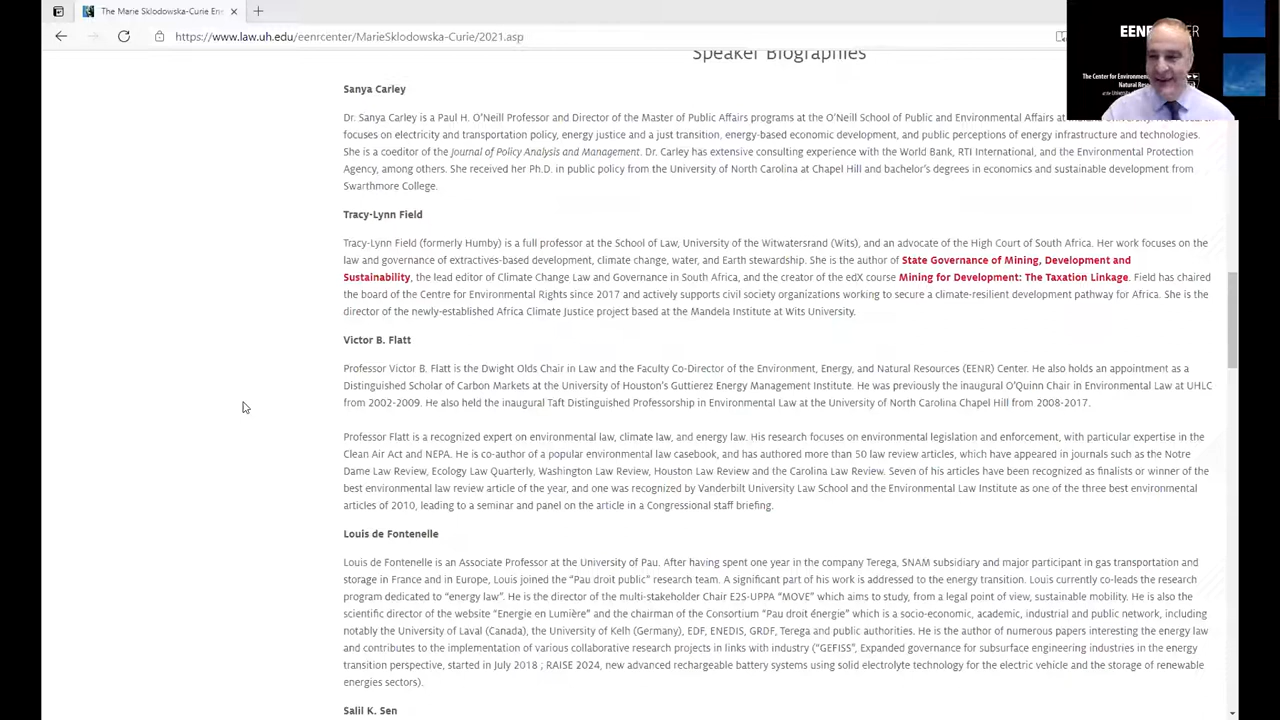 The Marie Sklodowska-Curie En
https://www.law.uh.edu/eenrcenter/MarieSklodowska-Curie/2021.asp
The Center for Environment
Natural Reso
Speaker Biographies
Sanya Carley
Dr. Sanya Carley is a Paul H. O'Neill Professor and Director of the Master of Public Affairs programs at the O'Neill School of Public and Environmental Affairs at
focuses on electricity and transportation policy, energy justice and a just transition, energy-based economic development, and public perceptions of energy infrastructure and technologies.
She is a coeditor of the Journal of Policy Analysis and Management. Dr. Carley has extensive consulting experience with the World Bank, RTI International, and the Environmental Protection
Agency, among others. She received her Ph.D. in public policy from the University of North Carolina at Chapel Hill and bachelor's degrees in economics and sustainable development from
Swarthmore College.
Tracy-Lynn Field
Tracy-Lynn Field (formerly Humby) is a full professor at the School of Law, University of the Witwatersrand (Wits), and an advocate of the High Court of South Africa. Her work focuses on the
law and governance of extractives-based development, climate change, water, and Earth stewardship. She is the author of State Governance of Mining, Development and
Sustainability, the lead editor of Climate Change Law and Governance in South Africa, and the creator of the edX course Mining for Development: The Taxation Linkage. Field has chaired
the board of the Centre for Environmental Rights since 2017 and actively supports civil society organizations working to secure a climate-resilient development pathway for Africa. She is the
director of the newly-established Africa Climate Justice project based at the Mandela Institute at Wits University.
Victor B. Flatt
Professor Victor B. Flatt is the Dwight Olds Chair in Law and the Faculty Co-Director of the Environment, Energy, and Natural Resources (EENR) Center. He also holds an appointment as a
Distinguished Scholar of Carbon Markets at the University of Houston's Guttierez Energy Management Institute. He was previously the inaugural O'Quinn Chair in Environmental Law at UHLC
from 2002-2009. He also held the inaugural Taft Distinguished Professorship in Environmental Law at the University of North Carolina Chapel Hill from 2008-2017.
Professor Flatt is a recognized expert on environmental law, climate law, and energy law. His research focuses on environmental legislation and enforcement, with particular expertise in the
Clean Air Act and NEPA. He is co-author of a popular environmental law casebook, and has authored more than 50 law review articles, which have appeared in journals such as the Notre
Dame Law Review, Ecology Law Quarterly, Washington Law Review, Houston Law Review and the Carolina Law Review. Seven of his articles have been recognized as finalists or winner of the
best environmental law review article of the year, and one was recognized by Vanderbilt University Law School and the Environmental Law Institute as one of the three best environmental
articles of 2010, leading to a seminar and panel on the article in a Congressional staff briefing.
Louis de Fontenelle
Louis de Fontenelle is an Associate Professor at the University of Pau. After having spent one year in the company Terega, SNAM subsidiary and major participant in gas transportation and
storage in France and in Europe, Louis joined the "Pau droit public" research team. A significant part of his work is addressed to the energy transition. Louis currently co-leads the research
program dedicated to "energy law". He is the director of the multi-stakeholder Chair E2S-UPPA "MOVE" which aims to study, from a legal point of view, sustainable mobility. He is also the
scientific director of the website "Energie en Lumière" and the chairman of the Consortium "Pau droit énergie" which is a socio-economic, academic, industrial and public network, including
notably the University of Laval (Canada), the University of Kelh (Germany), EDF, ENEDIS, GRDF, Terega and public authorities. He is the author of numerous papers interesting the energy law
and contributes to the implementation of various collaborative research projects in links with industry ("GEFISS", Expanded governance for subsurface engineering industries in the energy
transition perspective, started in July 2018 ; RAISE 2024, new advanced rechargeable battery systems using solid electrolyte technology for the electric vehicle and the storage of renewable
energies sectors).
Salil K. Sen